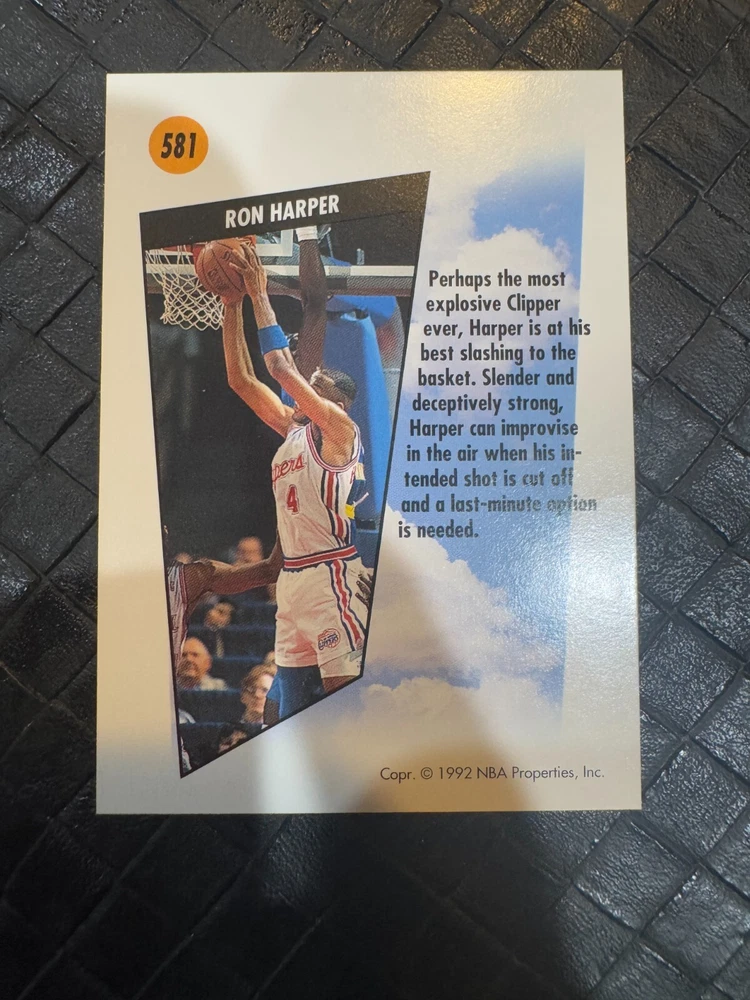 581
RON HARPER
pers
4
Perhaps the most
explosive Clipper
ever, Harper is at his
best slashing to the
basket. Slender and
deceptively strong,
Harper can improvise
in the air when his in-
tended shot is cut off
and a last-minute option
is needed.
Copr. © 1992 NBA Properties, Inc.